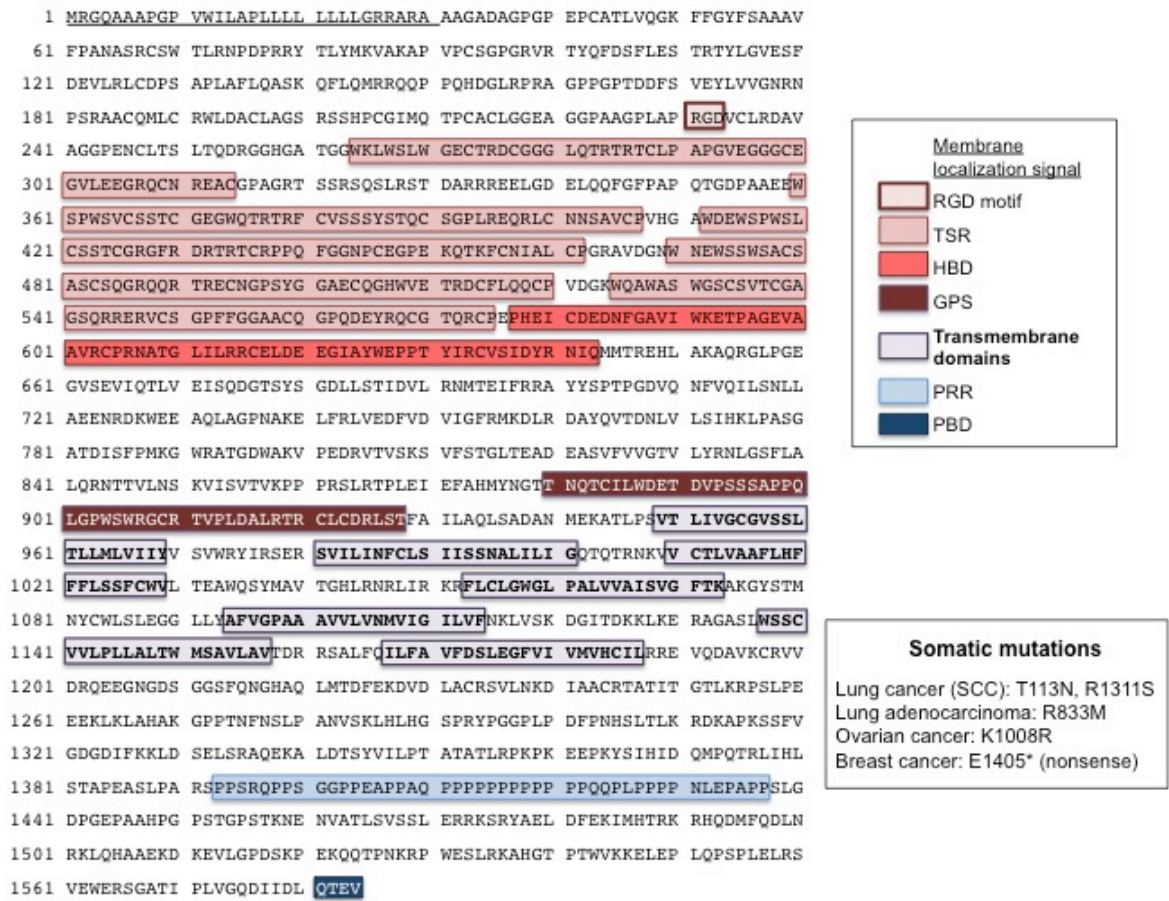 1 MRGQAAAPGP VWILAPLLLL LLLLGRRARA AAGADAGPGP EPCATLVQGK FFGYFSAAAV
61 FPANASRCSW TLRNPDPRRY TLYMKVAKAP VPCSGPGRVR TYQFDSFLES TRTYLGVESF
121 DEVLRLCDPS APLAFLQASK QFLQMRRQQP PQHDGLRPRA GPPGPTDDFS VEYLVVGNRN
181 PSRAACQMLC RWLDACLAGS RSSHPCGIMQ TPCACLGGEA GGPAAGPLAP RGDVCLRDAV
241 AGGPENCLTS LTQDRGGHGA TGGWKLWSLW GECTRDCGGG LQTRTRTCLP APGVEGGGCE
301 GVLEEGRQCN REACGPAGRT SSRSQSLRST DARRREELGD ELQQFGFPAP QTGDPAAEEW
361 SPWSVCSSTC GEGWQTRTRF CVSSSYSTQC SGPLREQRLC NNSAVCPVHG AWDEWSPWSL
421 CSSTCGRGFR DRTRTCRPPQ FGGNPCEGPE KQTKFCNIAL CPGRAVDGNW NEWSSWSACS
481 ASCSQGRQQR TRECNGPSYG GAECQGHWVE TRDCFLQQCP VDGKWQAWAS WGSCSVTCGA
541 GSQRRERVCS GPFFGGAACQ GPQDEYRQCG TQRCPEPHEI CDEDNFGAVI WKETPAGEVA
601 AVRCPRNATG LILRRCELDE EGIAYWEPPT YIRCVSIDYR NIQMMTREHL AKAQRGLPGE
661 GVSEVIQTLV EISQDGTSYS GDLLSTIDVL RNMTEIFRRA YYSPTPGDVQ NFVQILSNLL
721 AEENRDKWEE AQLAGPNAKE LFRLVEDFVD VIGFRMKDLR DAYQVTDNLV LSIHKLPASG
781 ATDISFPMKG WRATGDWAKV PEDRVTVSKS VFSTGLTEAD EASVFVVGTV LYRNLGSFLA
841 LQRNTTVLNS KVISVTVKPP PRSLRTPLEI EFAHMYNGTT NQTCILWDET DVPSSSAPPQ
901 LGPWSWRGCR TVPLDALRTR CLCDRLSTFA ILAQLSADAN MEKATLPSVT LIVGCGVSSL
961 TLLMLVIIYV SVWRYIRSER SVILINFCLS IISSNALILI GQTQTRNKVV CTLVAAFLHF
1021 FFLSSFCWVL TEAWQSYMAV TGHLRNRLIR KRFLCLGWGL PALVVAISVG FTKAKGYSTM
1081 NYCWLSLEGG LLYAFVGPAA AVVLVNMVIG ILVFNKLVSK DGITDKKLKE RAGASLWSSC
1141 VVLPLLALTW MSAVLAVTDR RSALFQILFA VFDSLEGFVI VMVHCILRRE VQDAVKCRVV
1201 DRQEEGNGDS GGSFQNGHAQ LMTDFEKDVD LACRSVLNKD IAACRTATIT GTLKRPSLPE
1261 EEKLKLAHAK GPPTNFNSLP ANVSKLHLHG SPRYPGGPLP DFPNHSLTLK RDKAPKSSFV
1321 GDGDIFKKLD SELSRAQEKA LDTSYVILPT ATATLRPKPK EEPKYSIHID QMPQTRLIHL
1381 STAPEASLPA RSPPSRQPPS GGPPEAPPAQ PPPPPPPPPP PPQQPLPPPP NLEPAPPSLG
1441 DPGEPAAHPG PSTGPSTKNE NVATLSVSSL ERRKSRYAEL DFEKIMHTRK RHQDMFQDLN
1501 RKLQHAAEKD KEVLGPDSKP EKQQTPNKRP WESLRKAHGT PTWVKKELEP LQPSPLELRS
1561 VEWERSGATI PLVGQDIIDL QTEV
Membrane
localization signal
RGD motif
TSR
HBD
GPS
Transmembrane
domains
PRR
PBD
Somatic mutations
Lung cancer (SCC): T113N, R1311S
Lung adenocarcinoma: R833M
Ovarian cancer: K1008R
Breast cancer: E1405* (nonsense)